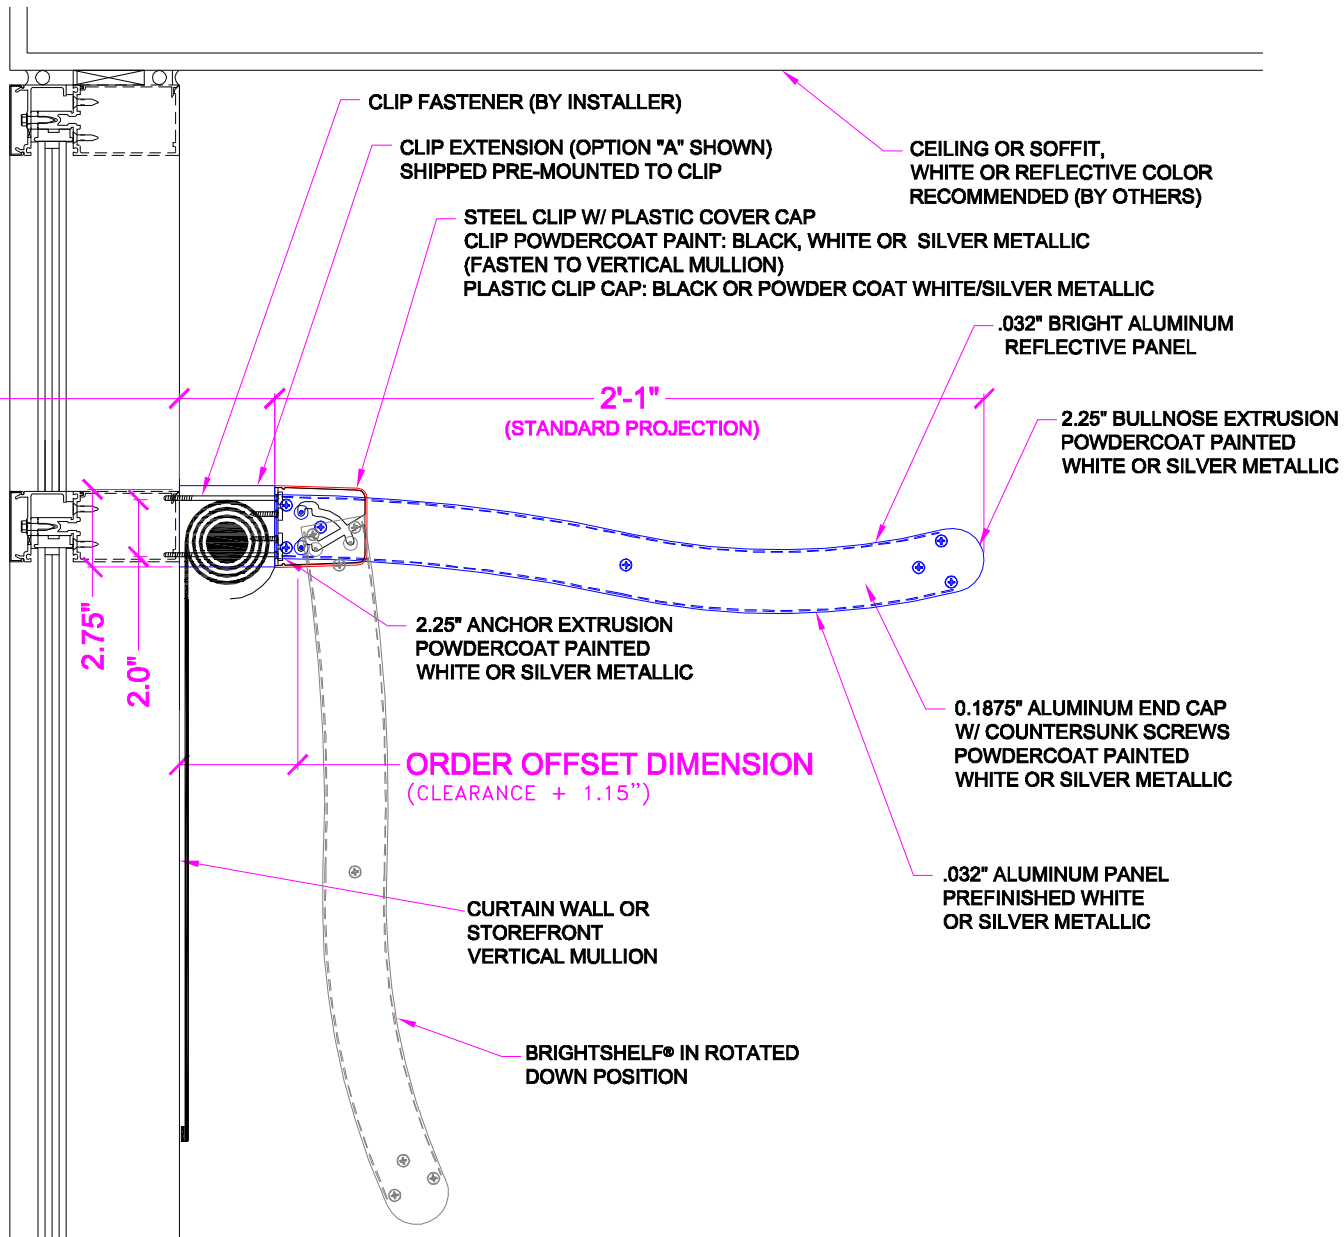 CLIP FASTENER (BY INSTALLER)
CLIP EXTENSION (OPTION "A" SHOWN)
SHIPPED PRE-MOUNTED TO CLIP
CEILING OR SOFFIT,
WHITE OR REFLECTIVE COLOR
RECOMMENDED (BY OTHERS)
STEEL CLIP W/ PLASTIC COVER CAP
CLIP POWDERCOAT PAINT: BLACK, WHITE OR SILVER METALLIC
(FASTEN TO VERTICAL MULLION)
PLASTIC CLIP CAP: BLACK OR POWDER COAT WHITE/SILVER METALLIC
.032" BRIGHT ALUMINUM
REFLECTIVE PANEL
2'-1"
(STANDARD PROJECTION)
2.25" BULLNOSE EXTRUSION
POWDERCOAT PAINTED
WHITE OR SILVER METALLIC
2.75"
2.0"
2.25" ANCHOR EXTRUSION
POWDERCOAT PAINTED
WHITE OR SILVER METALLIC
0.1875" ALUMINUM END CAP
W/ COUNTERSUNK SCREWS
POWDERCOAT PAINTED
WHITE OR SILVER METALLIC
ORDER OFFSET DIMENSION
(CLEARANCE + 1.15”)
.032" ALUMINUM PANEL
PREFINISHED WHITE
OR SILVER METALLIC
CURTAIN WALL OR
STOREFRONT
VERTICAL MULLION
BRIGHTSHELF® IN ROTATED
DOWN POSITION